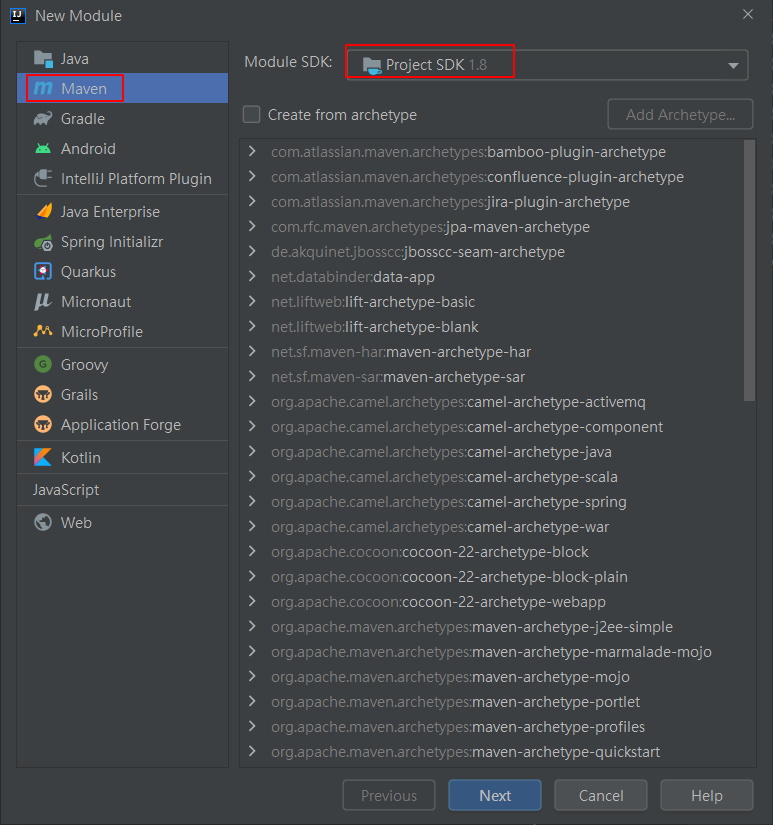 New Module
Java
Maven
Gradle
Android
IntelliJ Platform Plugin
Java Enterprise
Spring Initializr
Quarkus
Micronaut
MicroProfile
Groovy
Grails
Application Forge
Kotlin
JavaScript
Web
Module SDK: Project SDK 1.8
Create from archetype Add Archetype...
com.atlassian.maven.archetypes:bamboo-plugin-archetype
com.atlassian.maven.archetypes:confluence-plugin-archetype
com.atlassian.maven.archetypes:jira-plugin-archetype
com.rfc.maven.archetypes:jpa-maven-archetype
de.akquinet.jbosscc:jbosscc-seam-archetype
net.databinder:data-app
net.liftweb:lift-archetype-basic
net.liftweb:lift-archetype-blank
net.sf.maven-har:maven-archetype-har
net.sf.maven-sar:maven-archetype-sar
org.apache.camel.archetypes:camel-archetype-activemq
org.apache.camel.archetypes:camel-archetype-component
org.apache.camel.archetypes:camel-archetype-java
org.apache.camel.archetypes:camel-archetype-scala
org.apache.camel.archetypes:camel-archetype-spring
org.apache.camel.archetypes:camel-archetype-war
org.apache.cocoon:cocoon-22-archetype-block
org.apache.cocoon:cocoon-22-archetype-block-plain
org.apache.cocoon:cocoon-22-archetype-webapp
org.apache.maven.archetypes:maven-archetype-j2ee-simple
org.apache.maven.archetypes:maven-archetype-marmalade-mojo
org.apache.maven.archetypes:maven-archetype-mojo
org.apache.maven.archetypes:maven-archetype-portlet
org.apache.maven.archetypes:maven-archetype-profiles
org.apache.maven.archetypes:maven-archetype-quickstart
Previous Next Cancel Help